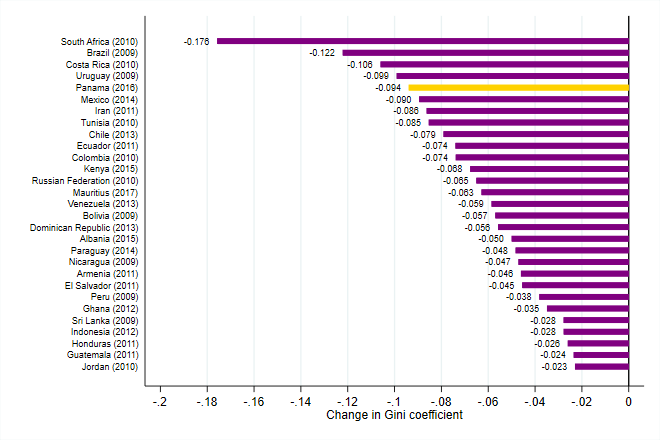 South Africa (2010) -0.176
Brazil (2009) -0.122
Costa Rica (2010) -0.106
Uruguay (2009) -0.099
Panama (2016) -0.094
Mexico (2014) -0.090
Iran (2011) -0.086
Tunisia (2010) -0.085
Chile (2013) -0.079
Ecuador (2011) -0.074
Colombia (2010) -0.074
Kenya (2015) -0.068
Russian Federation (2010) -0.065
Mauritius (2017) -0.063
Venezuela (2013) -0.059
Bolivia (2009) -0.057
Dominican Republic (2013) -0.056
Albania (2015) -0.050
Paraguay (2014) -0.048
Nicaragua (2009) -0.047
Armenia (2011) -0.046
El Salvador (2011) -0.045
Peru (2009) -0.038
Ghana (2012) -0.035
Sri Lanka (2009) -0.028
Indonesia (2012) -0.028
Honduras (2011) -0.026
Guatemala (2011) -0.024
Jordan (2010) -0.023
-.2 -.18 -.16 -.14 -.12 -.1 -.08 -.06 -.04 -.02 0
Change in Gini coefficient